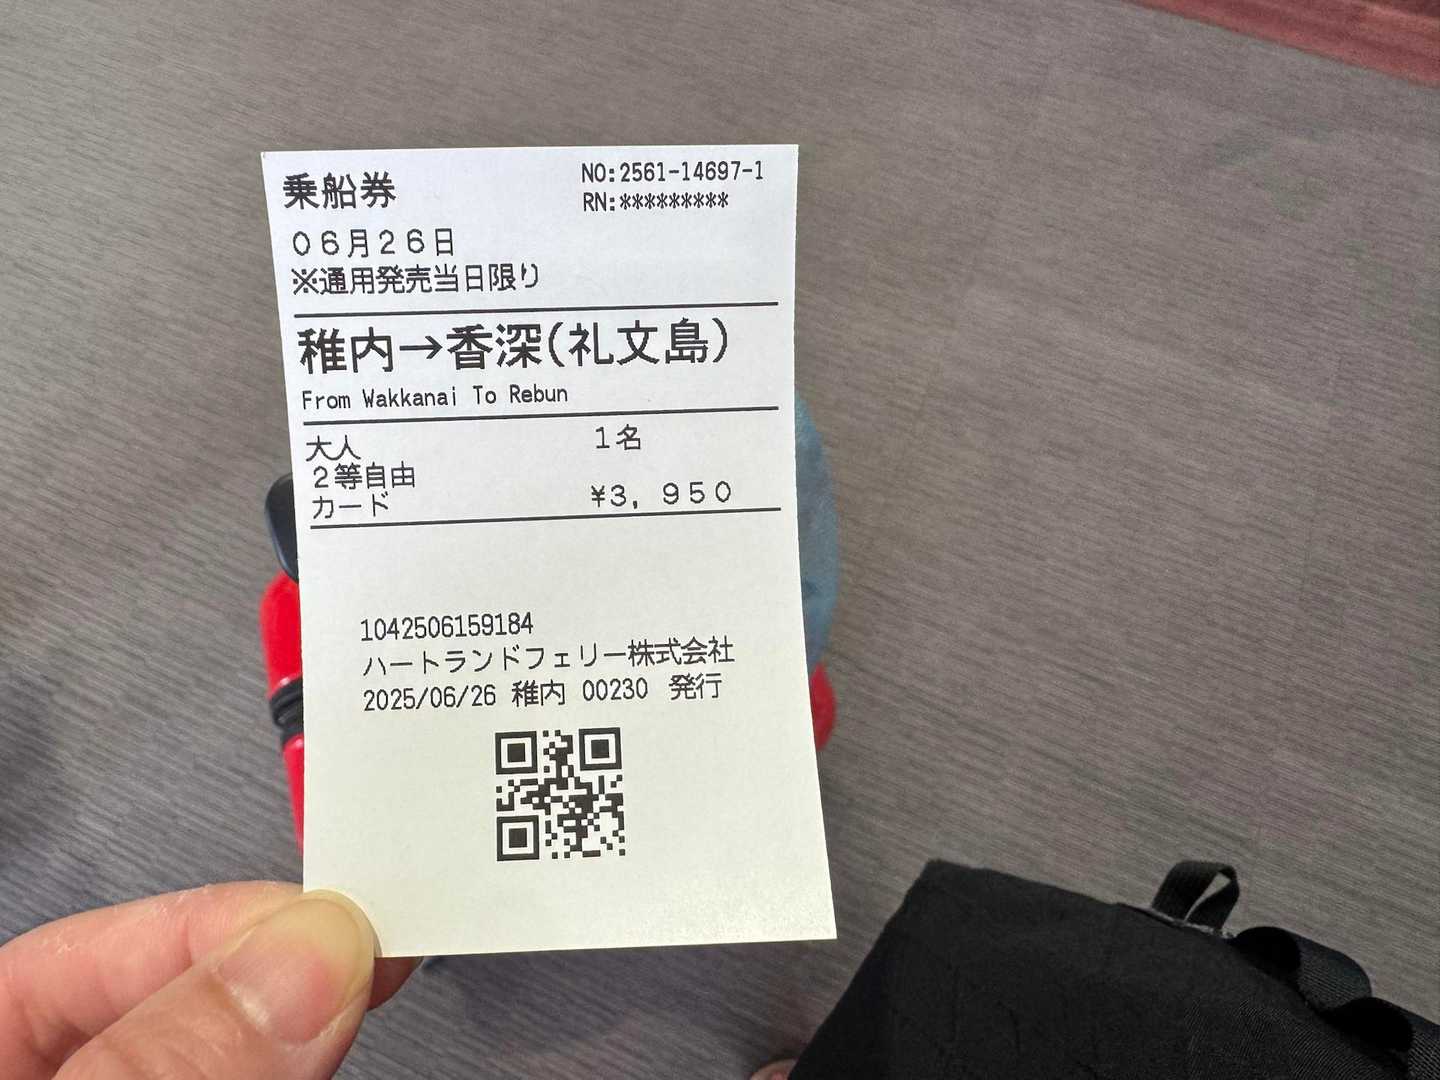 乗船券
NO:2561-14697-1
RN:*********
06月26日
※通用発売当日限り
稚内→香深(礼文島)
From Wakkanai To Rebun
大人 1名
2等自由
カード ¥3,950
1042506159184
ハートランドフェリー株式会社
2025/06/26 稚内 00230 発行